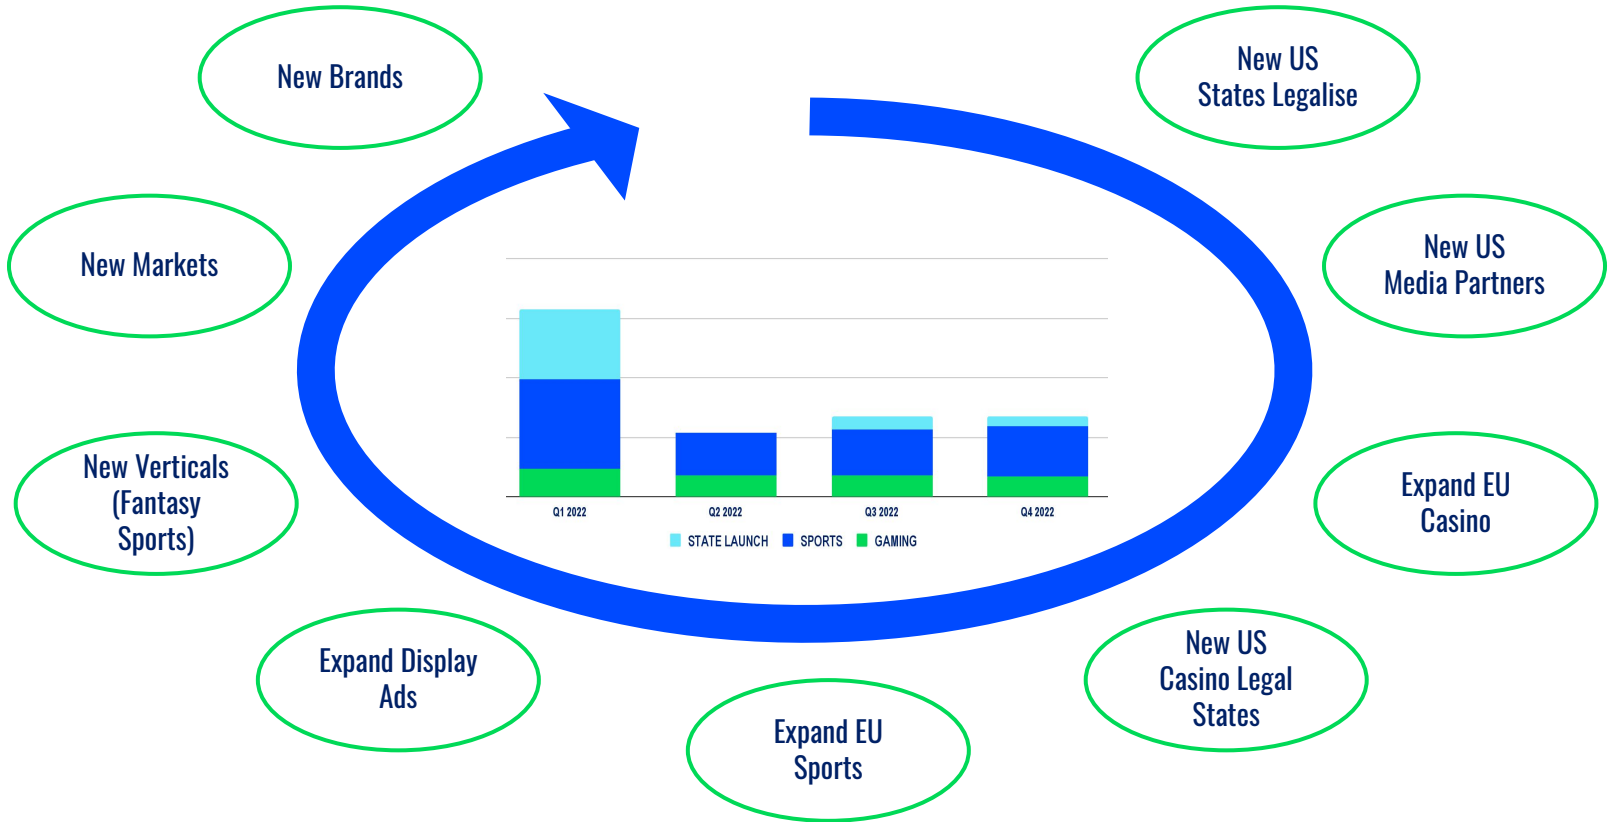 New Brands
New US
States Legalise
New Markets
New US
Media Partners
New Verticals
(Fantasy
Sports)
Expand EU
Casino
Q1 2022
Q2 2022
Q3 2022
Q4 2022
STATE LAUNCH
SPORTS
GAMING
Expand Display
Ads
New US
Casino Legal
States
Expand EU
Sports